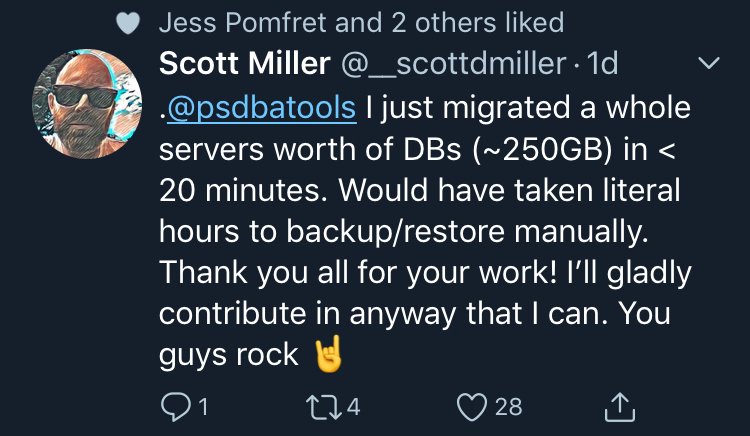 Jess Pomfret and 2 others liked
Scott Miller @__scottdmiller · 1d
.@psdbatools I just migrated a whole
servers worth of DBs (~250GB) in <
20 minutes. Would have taken literal
hours to backup/restore manually.
Thank you all for your work! I’ll gladly
contribute in anyway that I can. You
guys rock 🤘
1 4 28